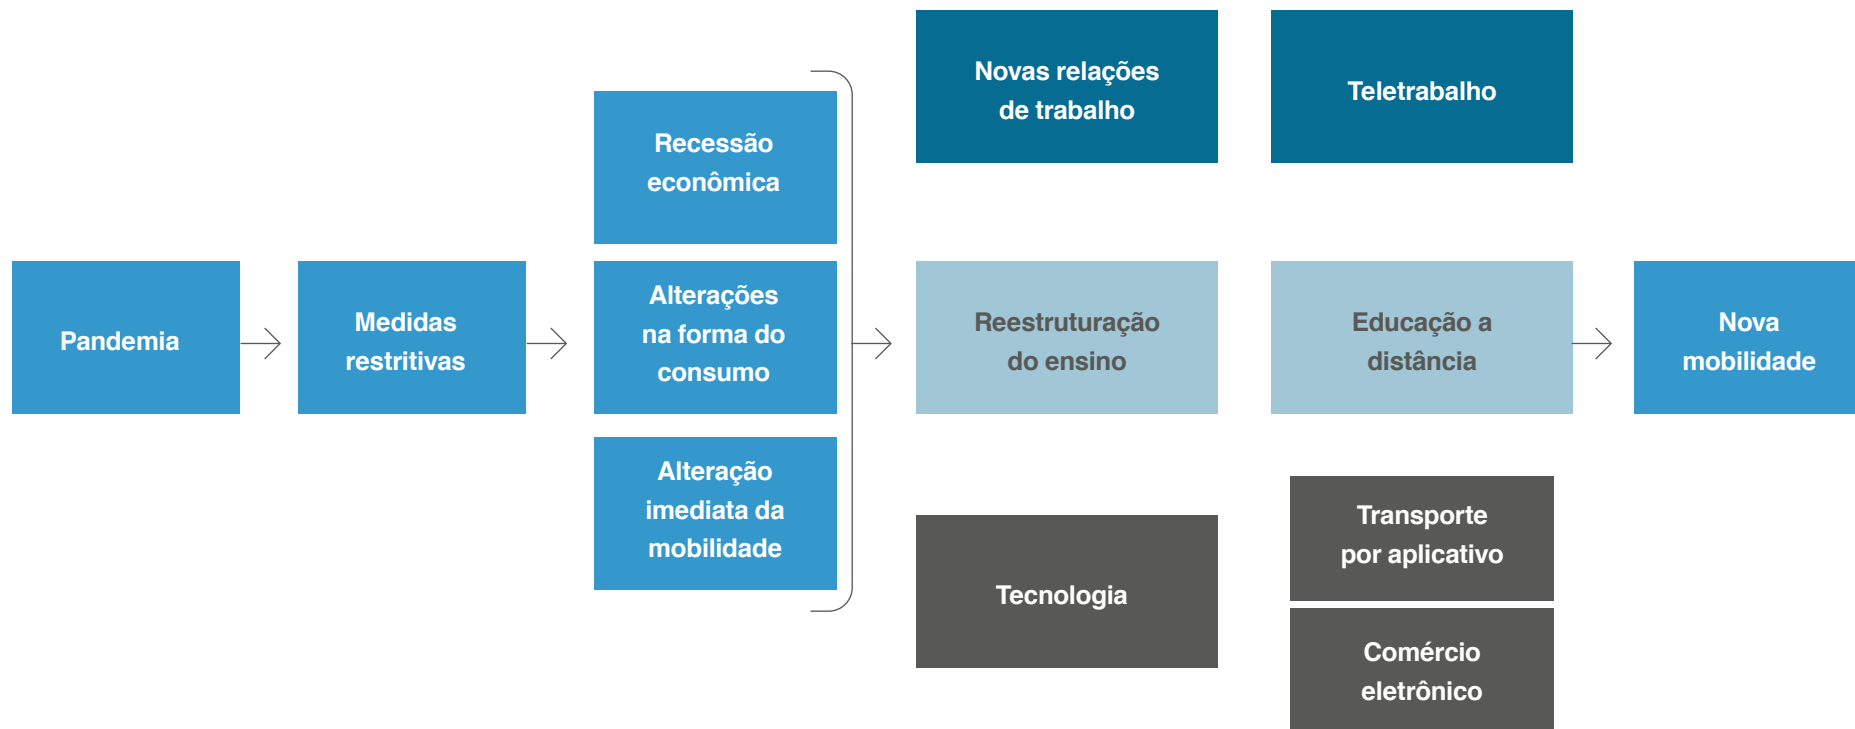 Pandemia
Medidas
restritivas
Recessão
econômica
Alterações
na forma do
consumo
Alteração
imediata da
mobilidade
Novas relações
de trabalho
Teletrabalho
Reestruturação
do ensino
Educação a
distância
Tecnologia
Transporte
por aplicativo
Comércio
eletrônico
Nova
mobilidade